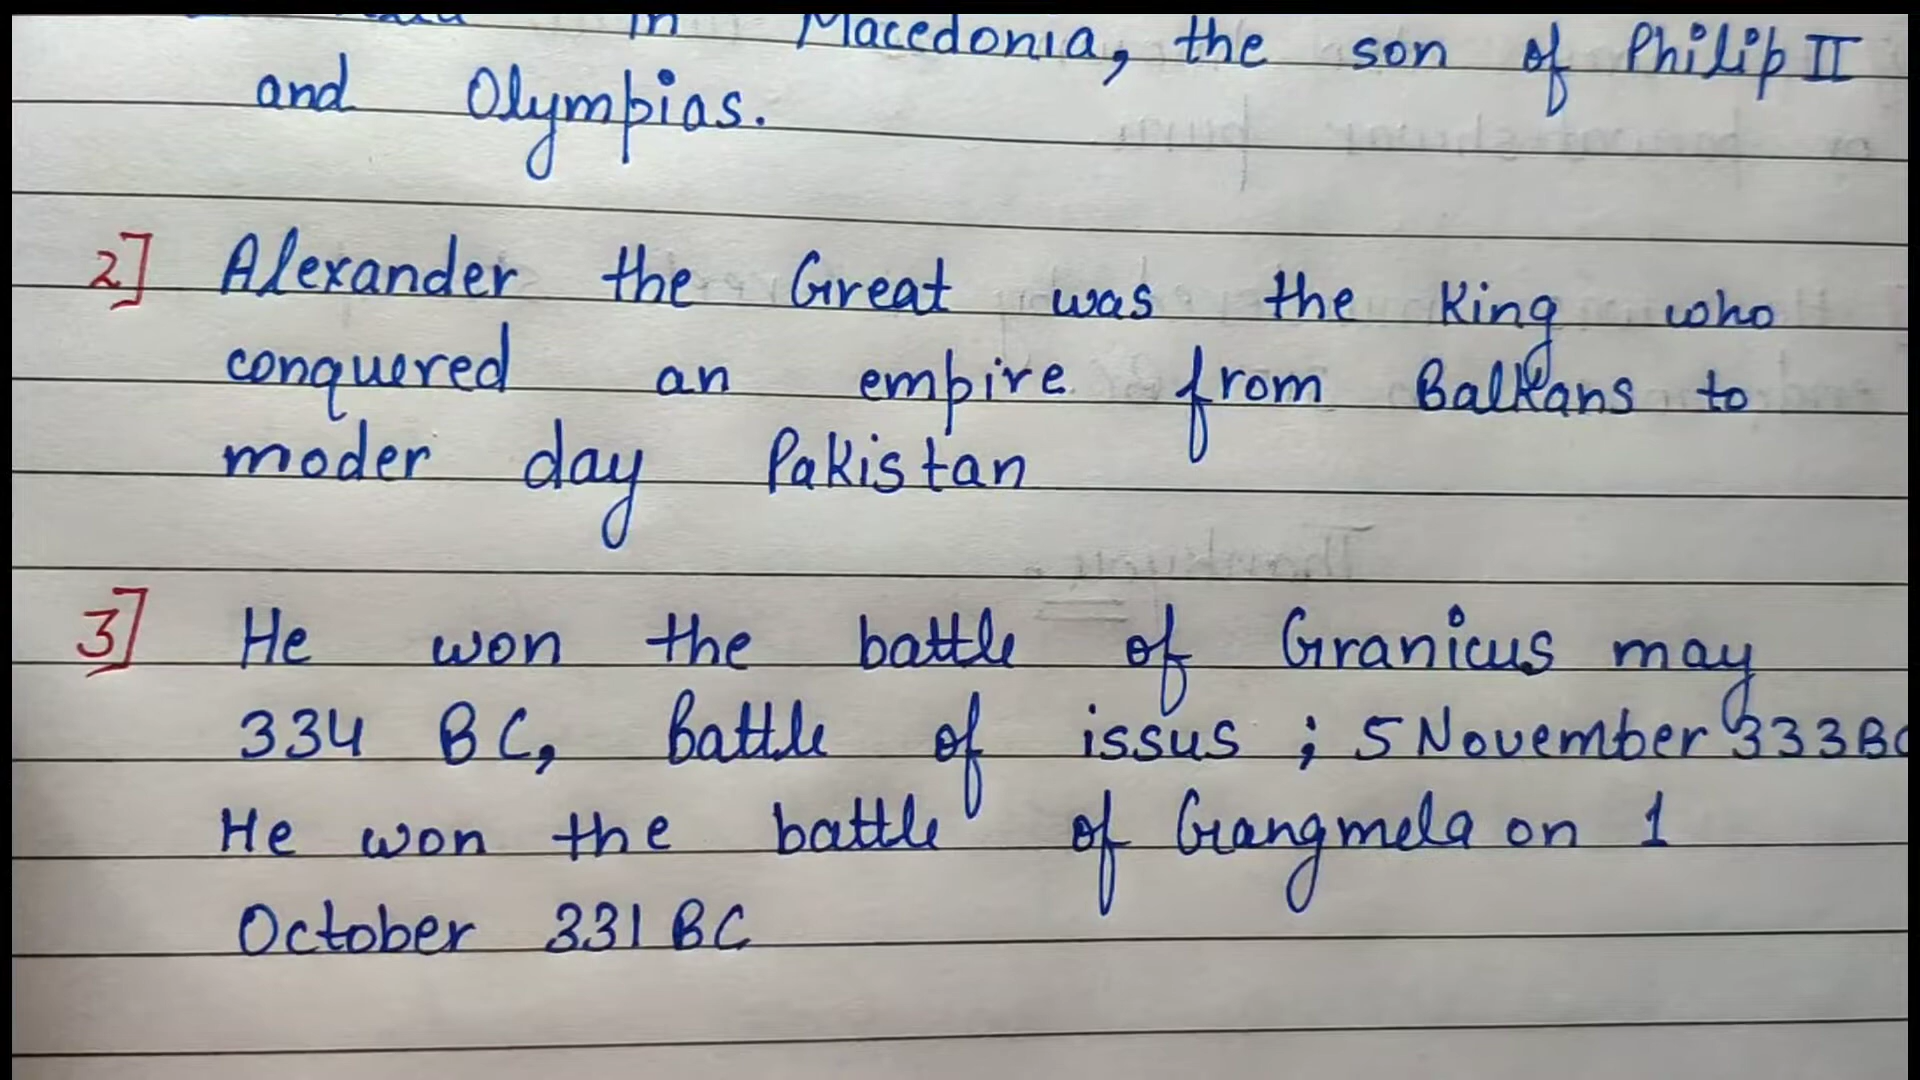 in Macedonia, the son of Philip II
and Olympias.
2] Alexander the Great was the King who
conquered an empire from Balkans to
moder day Pakistan
3] He won the battle of Granicus may
334 BC, Battle of issus ; 5 November 333BC
He won the battle of Gangmela on 1
October 331 BC